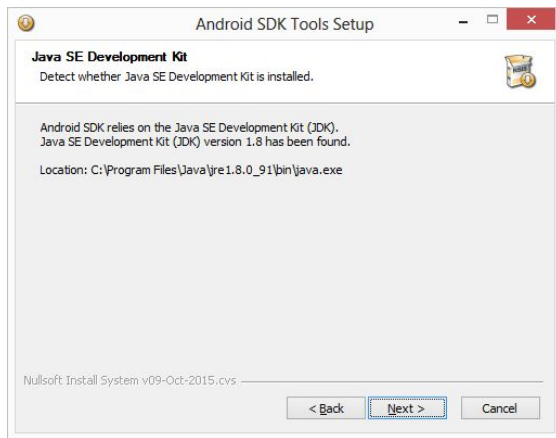 Android SDK Tools Setup
Java SE Development Kit
Detect whether Java SE Development Kit is installed.
Android SDK relies on the Java SE Development Kit (JDK).
Java SE Development Kit (JDK) version 1.8 has been found.
Location: C:\Program Files\Java\jre1.8.0_91\bin\java.exe
Nullsoft Install System v09-Oct-2015.cvs
< Back Next > Cancel